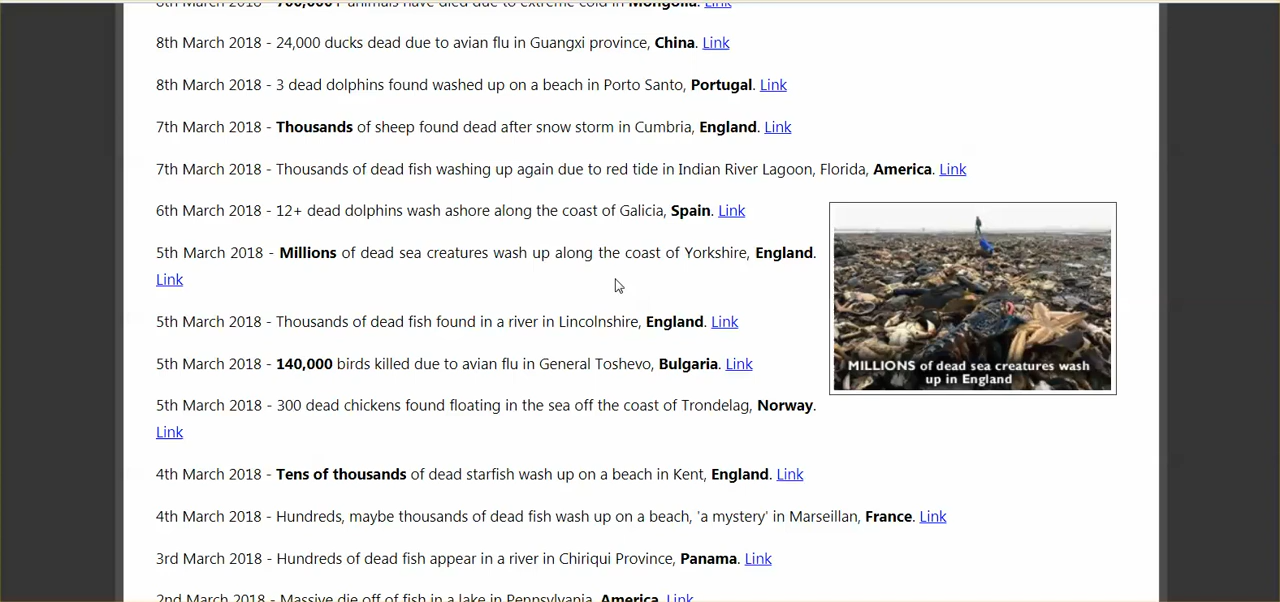 700,000+ animals have died due to extreme cold in Mongolia. Link
8th March 2018 - 24,000 ducks dead due to avian flu in Guangxi province, China. Link
8th March 2018 - 3 dead dolphins found washed up on a beach in Porto Santo, Portugal. Link
7th March 2018 - Thousands of sheep found dead after snow storm in Cumbria, England. Link
7th March 2018 - Thousands of dead fish washing up again due to red tide in Indian River Lagoon, Florida, America. Link
6th March 2018 - 12+ dead dolphins wash ashore along the coast of Galicia, Spain. Link
5th March 2018 - Millions of dead sea creatures wash up along the coast of Yorkshire, England.
Link
5th March 2018 - Thousands of dead fish found in a river in Lincolnshire, England. Link
5th March 2018 - 140,000 birds killed due to avian flu in General Toshevo, Bulgaria. Link
5th March 2018 - 300 dead chickens found floating in the sea off the coast of Trondelag, Norway.
Link
MILLIONS of dead sea creatures wash
up in England
4th March 2018 - Tens of thousands of dead starfish wash up on a beach in Kent, England. Link
4th March 2018 - Hundreds, maybe thousands of dead fish wash up on a beach, 'a mystery' in Marseillan, France. Link
3rd March 2018 - Hundreds of dead fish appear in a river in Chiriqui Province, Panama. Link
2nd March 2018 - Massive die off of fish in a lake in Pennsylvania, America. Link